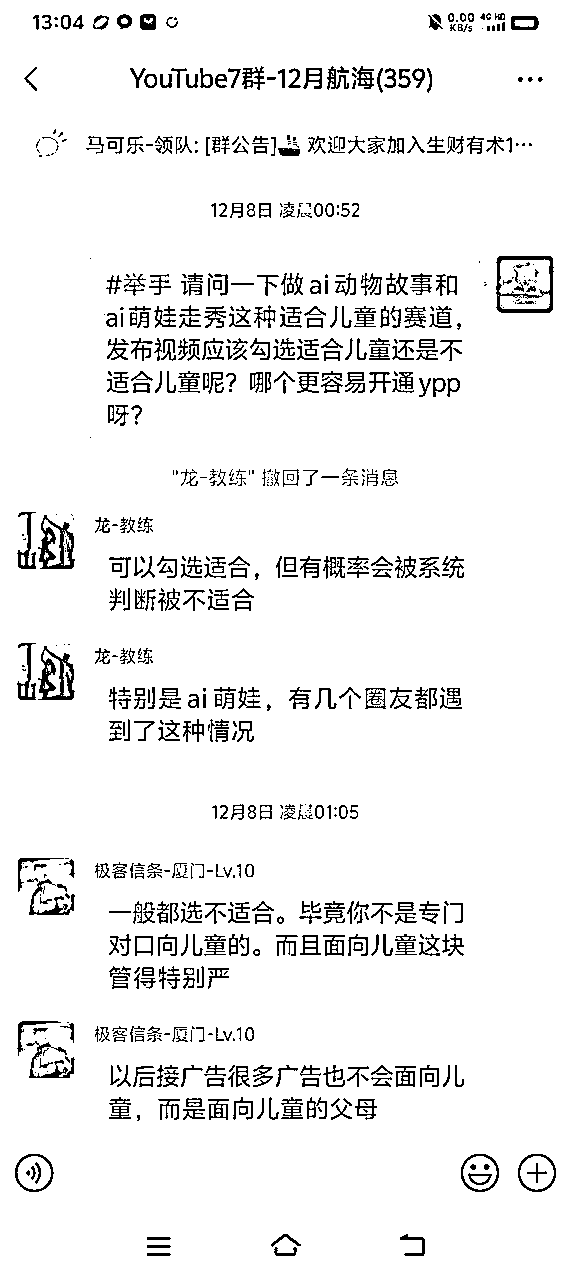 13:04
0.00 KB/s 4G HD
YouTube7群-12月航海(359)
马可乐-领队: [群公告] 欢迎大家加入生财有术1…
12月8日 凌晨00:52
#举手 请问一下做ai动物故事和
ai萌娃走秀这种适合儿童的赛道，
发布视频应该勾选适合儿童还是不
适合儿童呢？哪个更容易开通ypp
呀？
"龙-教练" 撤回了一条消息
龙-教练
可以勾选适合，但有概率会被系统
判断被不适合
龙-教练
特别是ai萌娃，有几个圈友都遇
到了这种情况
12月8日 凌晨01:05
极客信条-厦门-Lv.10
一般都选不适合。毕竟你不是专门
对口向儿童的。而且面向儿童这块
管得特别严
极客信条-厦门-Lv.10
以后接广告很多广告也不会面向儿
童，而是面向儿童的父母